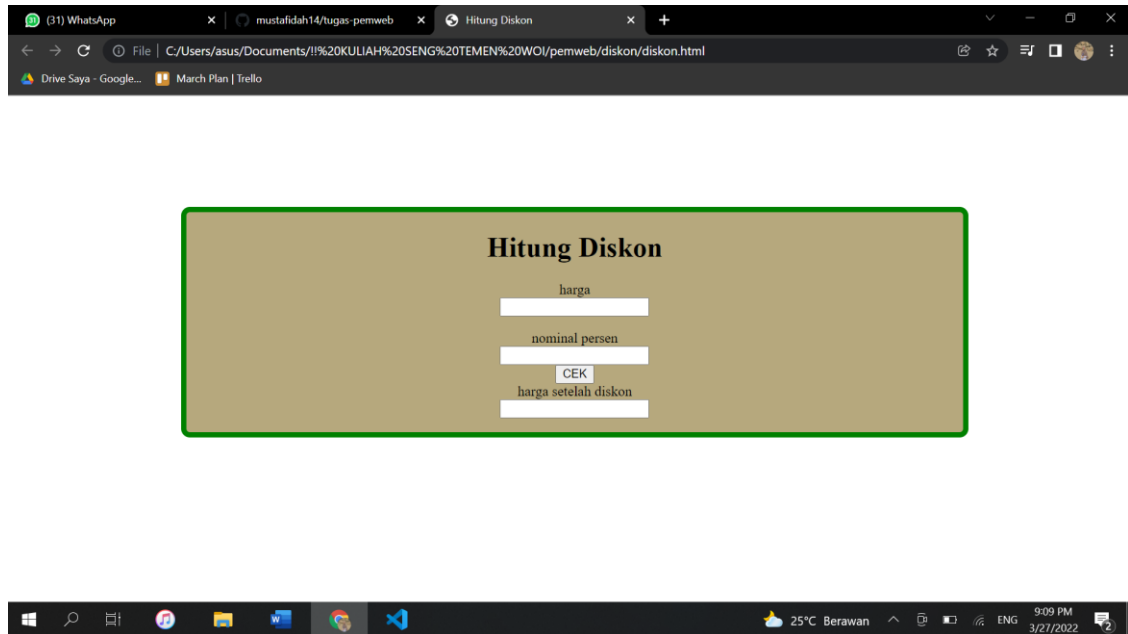 (31) WhatsApp
mustafidah14/tugas-pemweb
Hitung Diskon
File
C:/Users/asus/Documents/!!%20KULIAH%20SENG%20TEMEN%20WOI/pemweb/diskon/diskon.html
Drive Saya - Google...
March Plan | Trello
Hitung Diskon
harga
nominal persen
CEK
harga setelah diskon
25°C Berawan
ENG
9:09 PM
3/27/2022
2